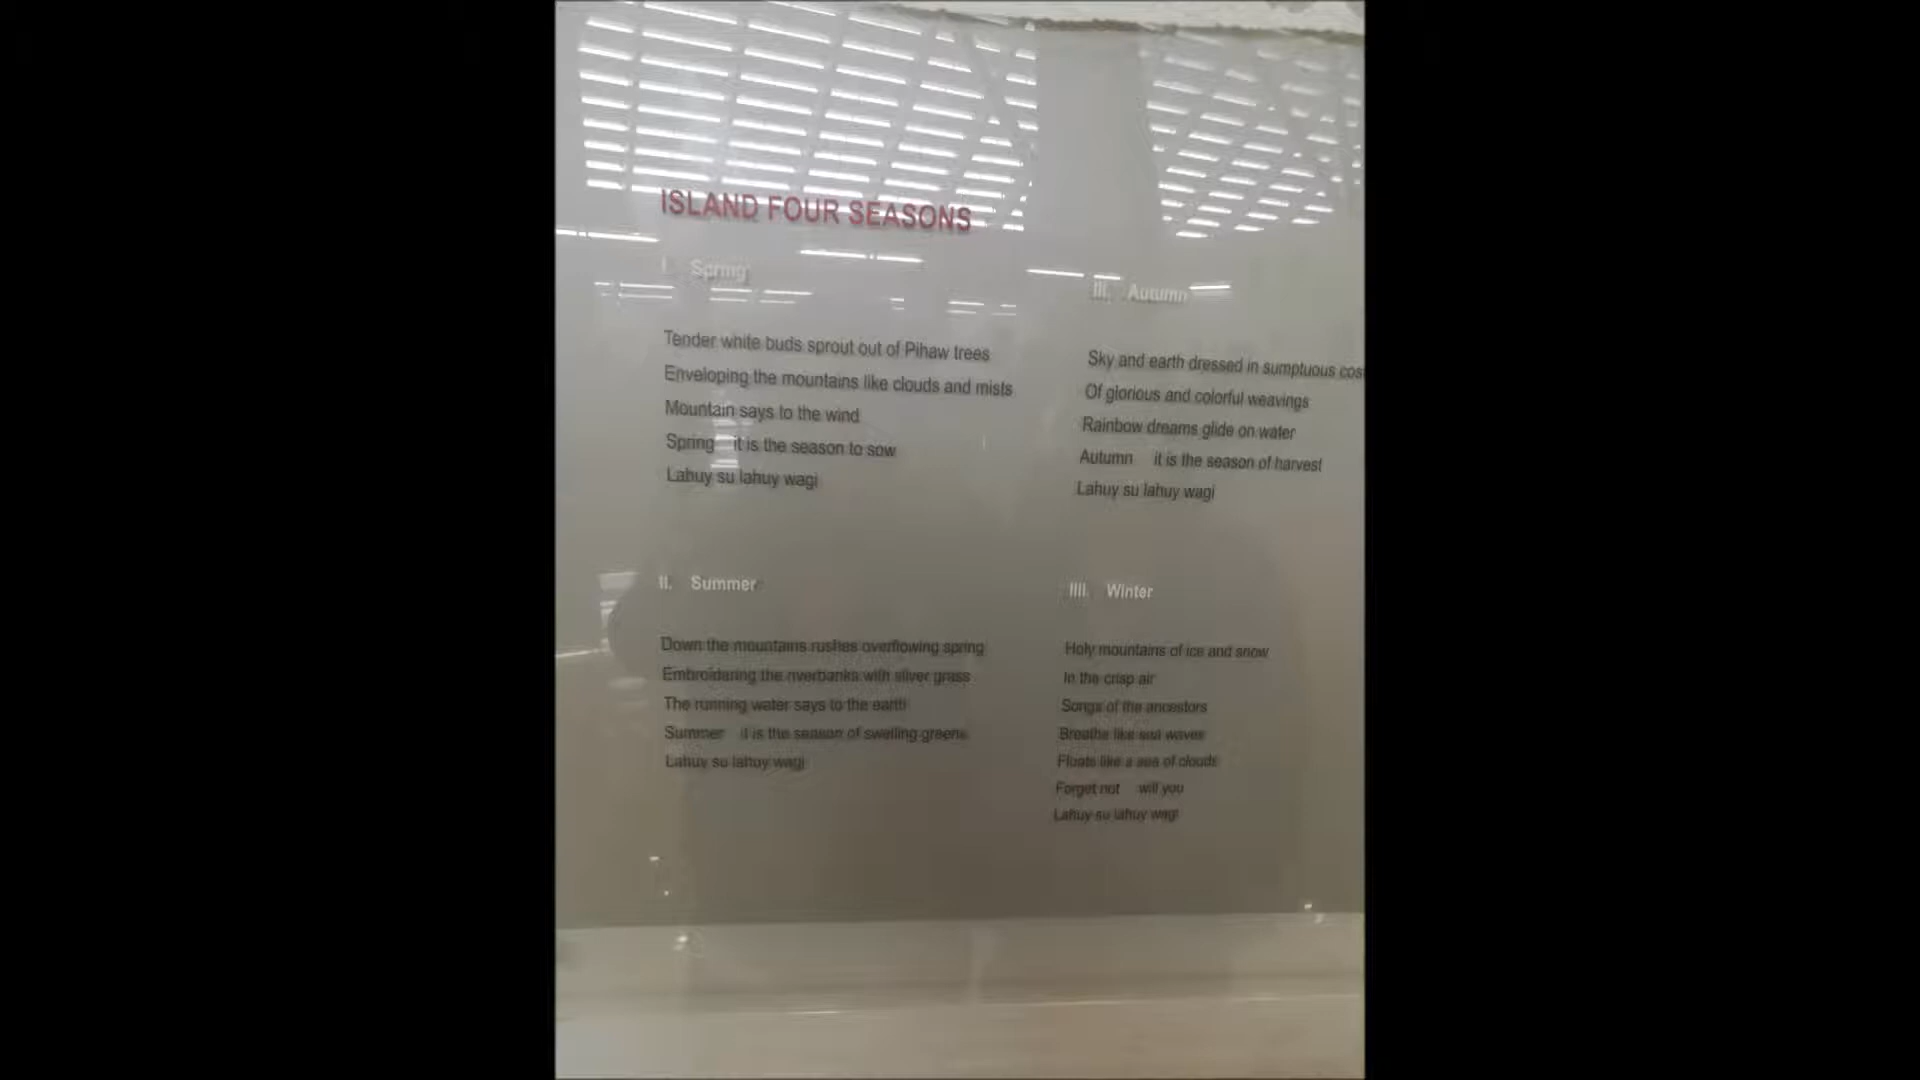 ISLAND FOUR SEASONS
I. Spring
Tender white buds sprout out of Pihaw trees
Enveloping the mountains like clouds and mists
Mountain says to the wind
Spring it is the season to sow
Lahuy su lahuy wagi
II. Summer
Down the mountains rushes overflowing spring
Embroidering the riverbanks with silver grass
The running water says to the earth
Summer it is the season of swelling greens
Lahuy su lahuy wagi
III. Autumn
Sky and earth dressed in sumptuous
Of glorious and colorful weavings
Rainbow dreams glide on water
Autumn it is the season of harvest
Lahuy su lahuy wagi
IIII. Winter
Holy mountains of ice and snow
In the crisp air
Songs of the ancestors
Breathe like sea waves
Floats like a sea of clouds
Forget not will you
Lahuy su lahuy wagi